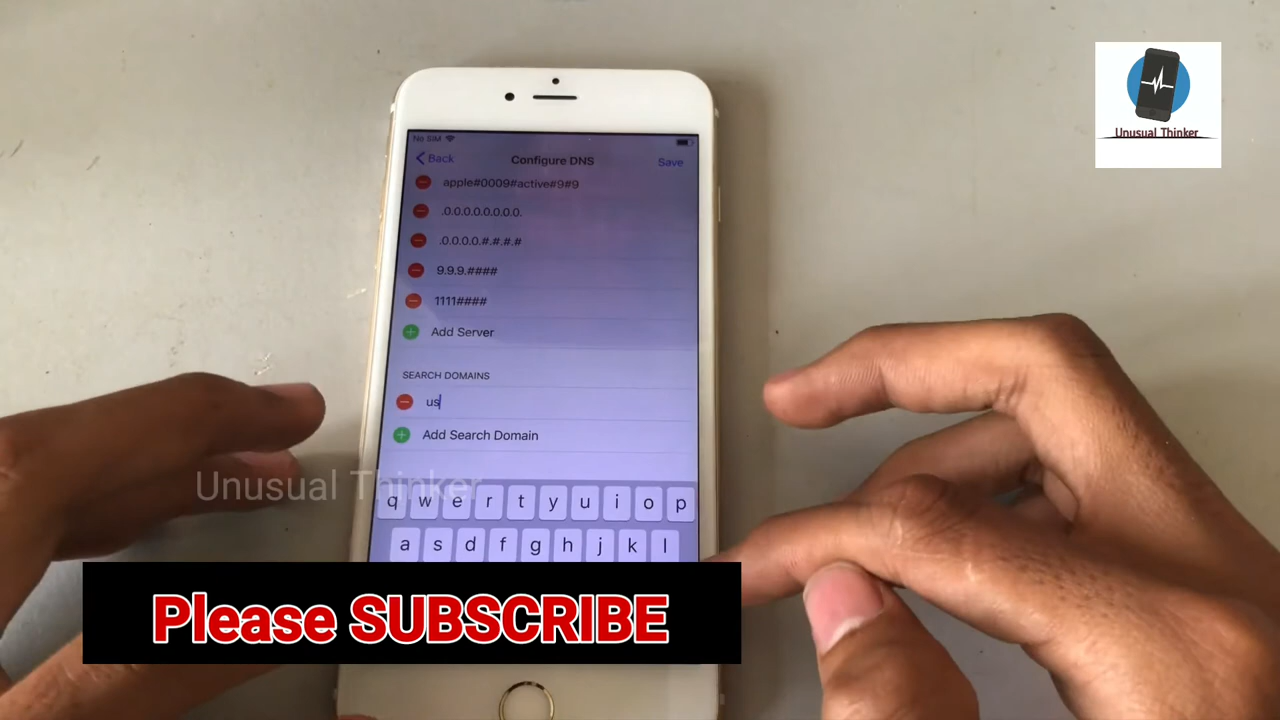 No SIM
Back
Configure DNS
Save
apple#0009#active#9#9
.0.0.0.0.0.0.0.
.0.0.0.0.#.#.#.#
9.9.9.####
1111####
Add Server
SEARCH DOMAINS
us
Add Search Domain
q w e r t y u i o p
a s d f g h j k l
Unusual Thinker
Unusual Thinker
Please SUBSCRIBE